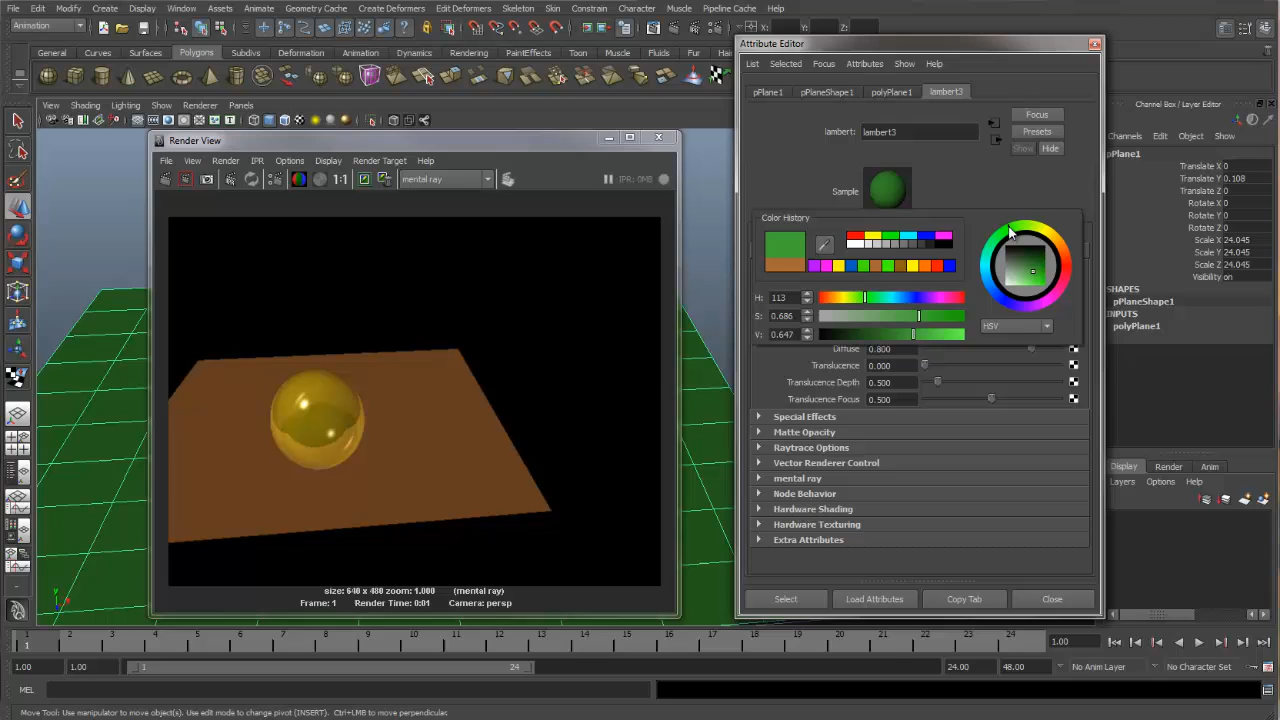 File Edit Modify Create Display Window Assets Animate Geometry Cache Create Deformers Edit Deformers Skeleton Skin Constrain Character Muscle Pipeline Cache Help
Animation X: Y: Z:
General Curves Surfaces Polygons Subdivs Deformation Animation Dynamics Rendering PaintEffects Toon Muscle Fluids Fur
View Shading Lighting Show Renderer Panels
Render View
File View Render IPR Options Display Render Target Help
1:1 mental ray IPR: 0MB
size: 640 x 480 zoom: 1.000 (mental ray)
Frame: 1 Render Time: 0:01 Camera: persp
y
x
Attribute Editor
List Selected Focus Attributes Show Help
pPlane1 pPlaneShape1 polyPlane1 lambert3
lambert: lambert3
Focus
Presets
Show Hide
Sample
Color History
H: 113
S: 0.686
V: 0.647
HSV
Diffuse 0.800
Translucence 0.000
Translucence Depth 0.500
Translucence Focus 0.500
Special Effects
Matte Opacity
Raytrace Options
Vector Renderer Control
mental ray
Node Behavior
Hardware Shading
Hardware Texturing
Extra Attributes
Select Load Attributes Copy Tab Close
Channel Box / Layer Editor
Channels Edit Object Show
pPlane1
Translate X 0
Translate Y 0.108
Translate Z 0
Rotate X 0
Rotate Y 0
Rotate Z 0
Scale X 24.045
Scale Y 24.045
Scale Z 24.045
Visibility on
SHAPES
pPlaneShape1
INPUTS
polyPlane1
Display Render Anim
Layers Options Help
1 2 3 4 5 6 7 8 9 10 11 12 13 14 15 16 17 18 19 20 21 22 23 24
1 1.00
1.00 1.00 1 24 24.00 48.00 No Anim Layer No Character Set
MEL
Move Tool: Use manipulator to move object(s). Use edit mode to change pivot (INSERT). Ctrl+LMB to move perpendicular.